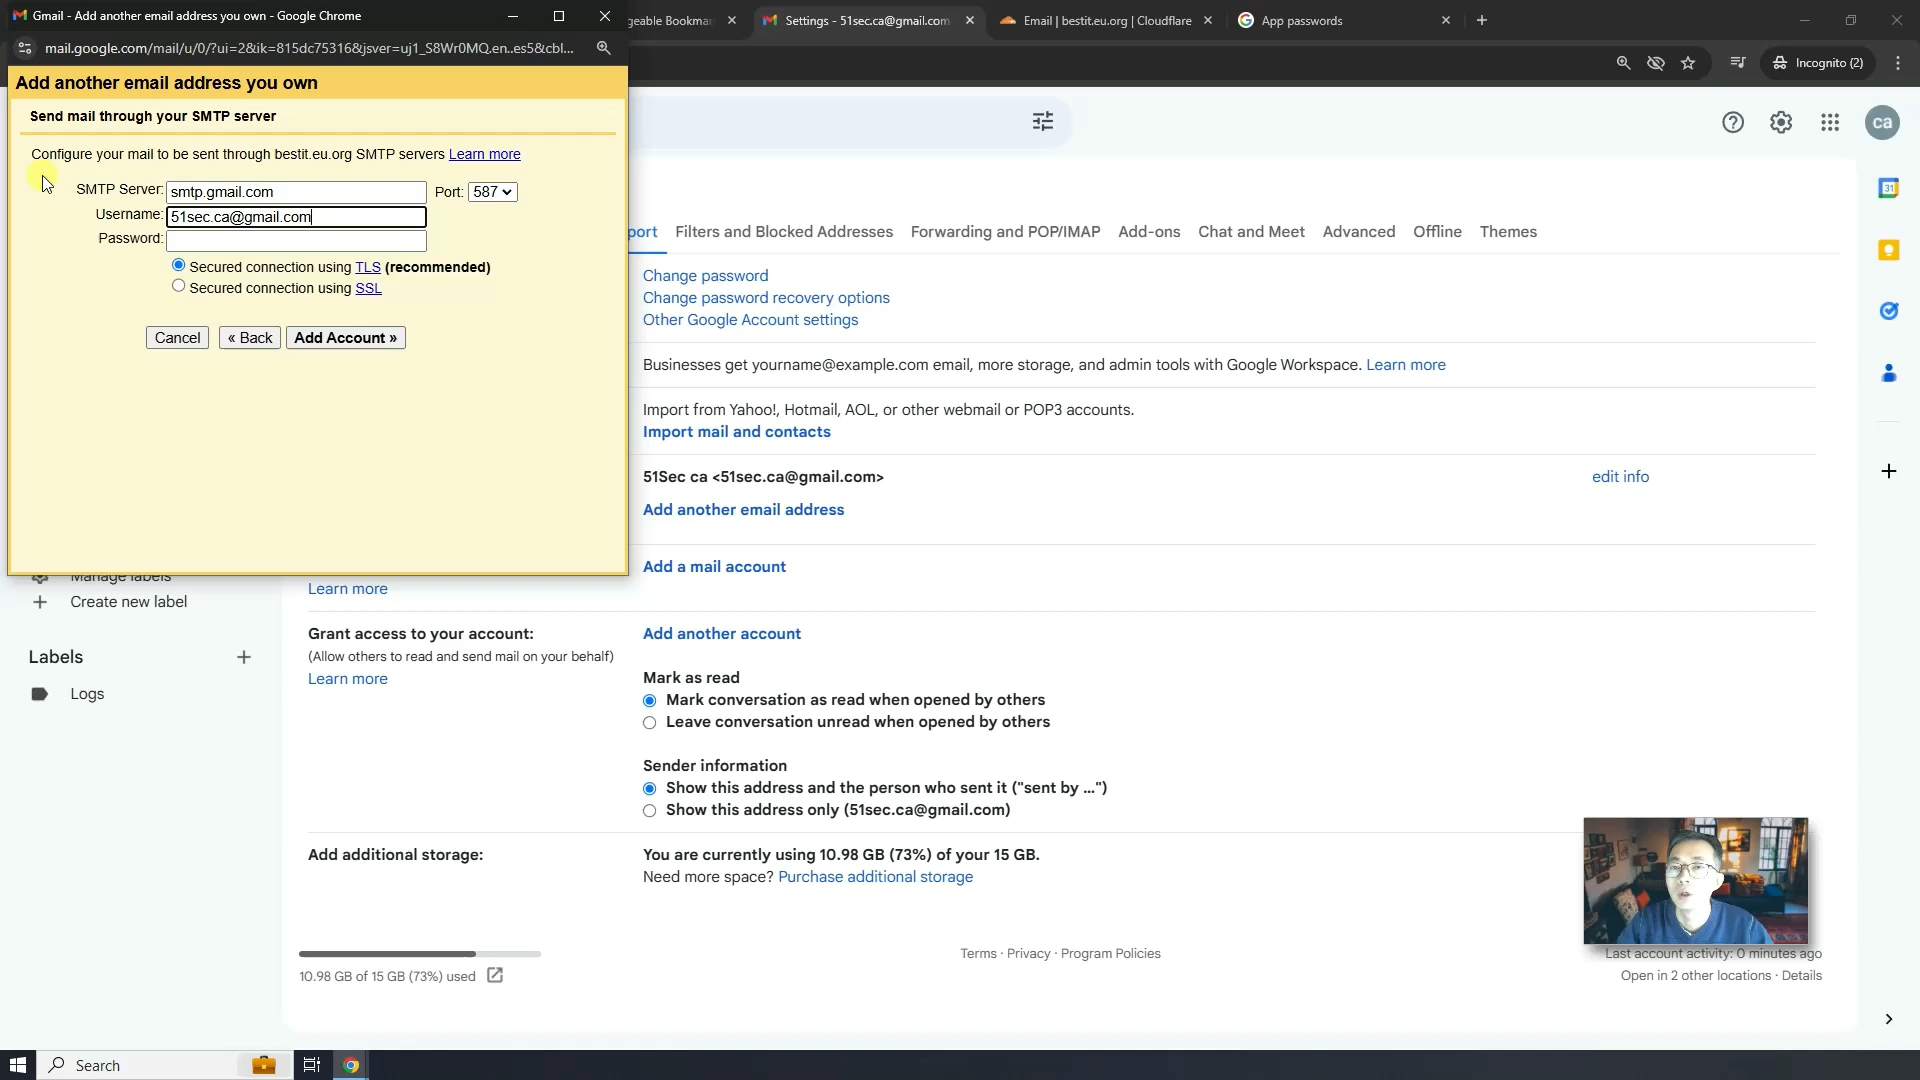 Gmail - Add another email address you own - Google Chrome
mail.google.com/mail/u/0/?ui=2&ik=815dc75316&jsver=uj1_S8Wr0MQ.en..es5&cbl...
Add another email address you own
Send mail through your SMTP server
Configure your mail to be sent through bestit.eu.org SMTP servers Learn more
SMTP Server: smtp.gmail.com Port: 587
Username: 51sec.ca@gmail.com
Password:
Secured connection using TLS (recommended)
Secured connection using SSL
Cancel « Back Add Account »
geable Bookmar
Settings - 51sec.ca@gmail.com
Email | bestit.eu.org | Cloudflare
App passwords
Incognito (2)
ca
31
port Filters and Blocked Addresses Forwarding and POP/IMAP Add-ons Chat and Meet Advanced Offline Themes
Change password
Change password recovery options
Other Google Account settings
Businesses get yourname@example.com email, more storage, and admin tools with Google Workspace. Learn more
Import from Yahoo!, Hotmail, AOL, or other webmail or POP3 accounts.
Import mail and contacts
51Sec ca <51sec.ca@gmail.com> edit info
Add another email address
Add a mail account
Manage labels
Create new label
Labels
Logs
Learn more
Grant access to your account:
(Allow others to read and send mail on your behalf)
Learn more
Add another account
Mark as read
Mark conversation as read when opened by others
Leave conversation unread when opened by others
Sender information
Show this address and the person who sent it ("sent by ...")
Show this address only (51sec.ca@gmail.com)
Add additional storage:
You are currently using 10.98 GB (73%) of your 15 GB.
Need more space? Purchase additional storage
10.98 GB of 15 GB (73%) used
Terms · Privacy · Program Policies
Last account activity: 0 minutes ago
Open in 2 other locations · Details
Search